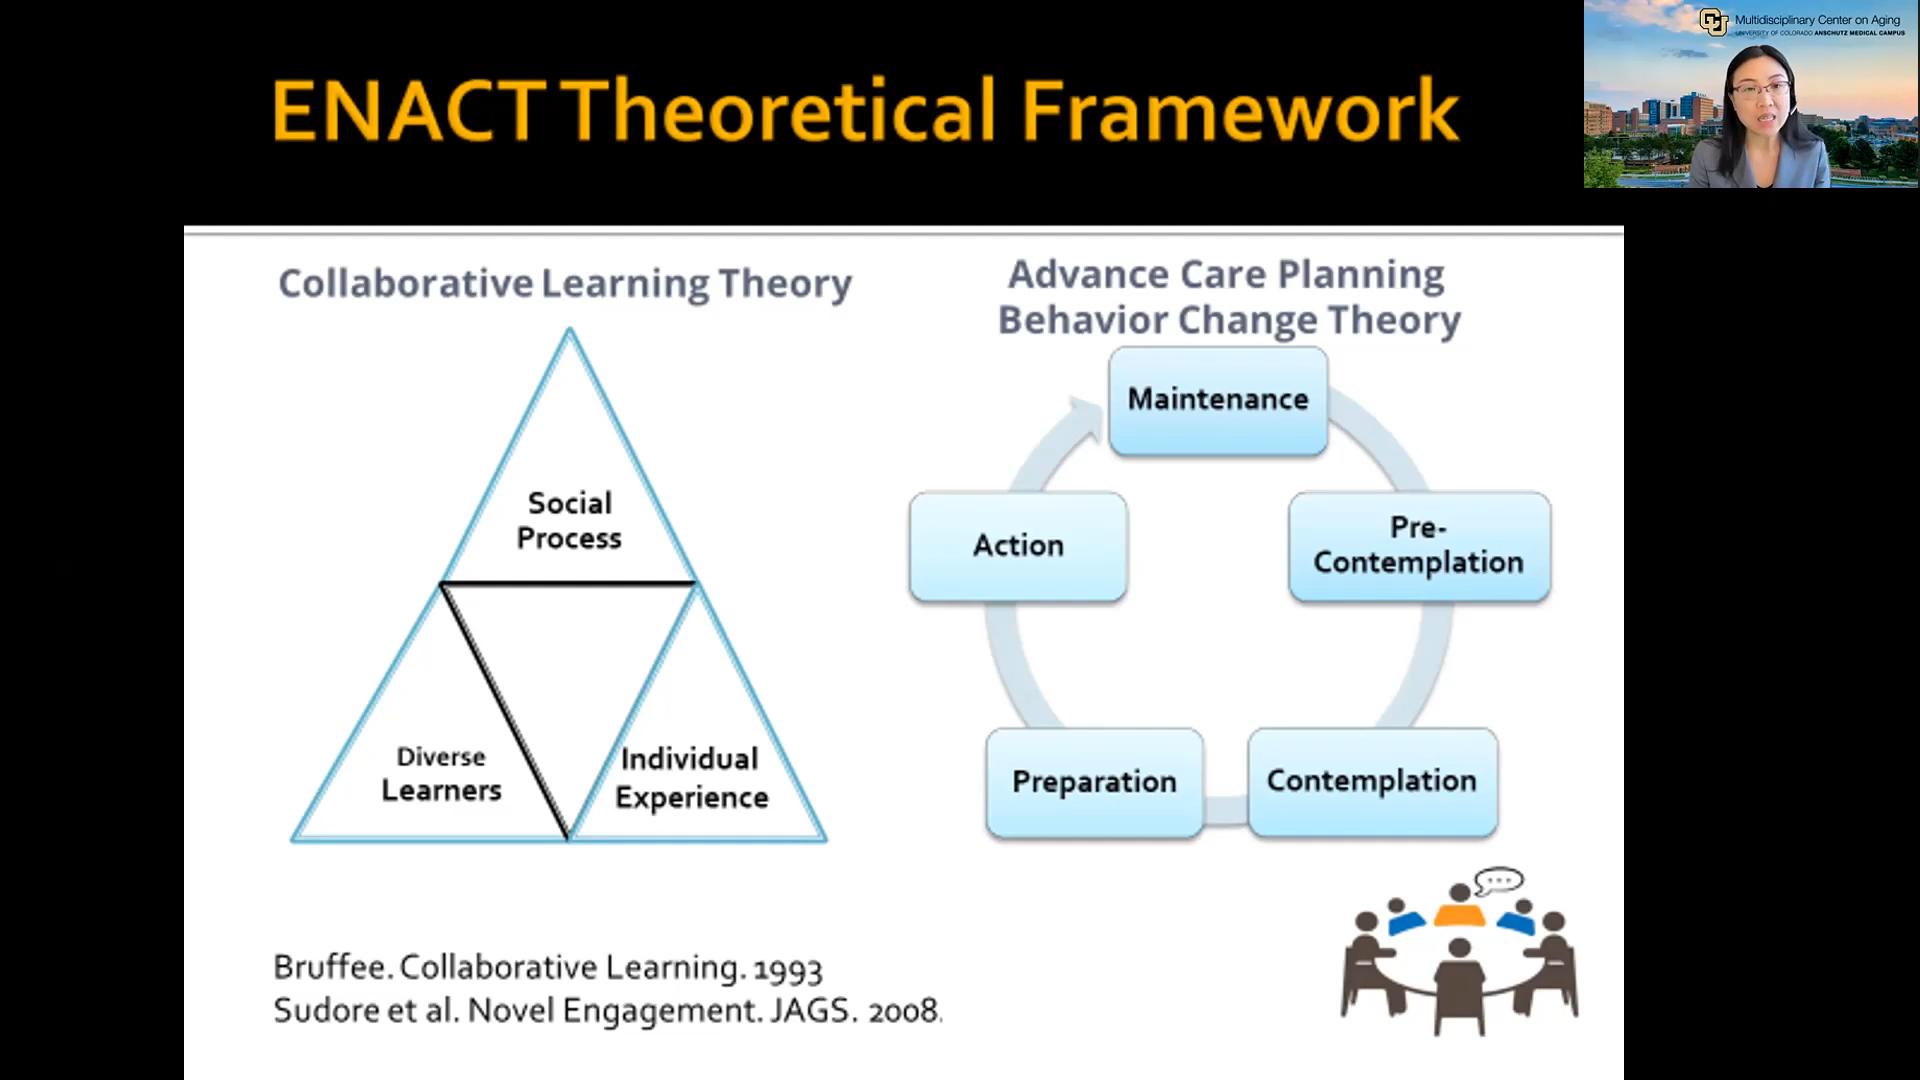 CU Multidisciplinary Center on Aging
UNIVERSITY OF COLORADO ANSCHUTZ MEDICAL CAMPUS
ENACT Theoretical Framework
Collaborative Learning Theory
Social
Process
Diverse
Learners
Individual
Experience
Advance Care Planning
Behavior Change Theory
Maintenance
Pre-
Contemplation
Contemplation
Preparation
Action
Bruffee. Collaborative Learning. 1993
Sudore et al. Novel Engagement. JAGS. 2008.